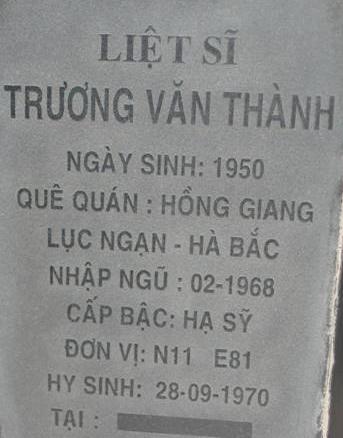 LIỆT SĨ
TRƯƠNG VĂN THÀNH
NGÀY SINH: 1950
QUÊ QUÁN : HỒNG GIANG
LỤC NGẠN - HÀ BẮC
NHẬP NGŨ : 02-1968
CẤP BẬC: HẠ SỸ
ĐƠN VỊ: N11 E81
HY SINH: 28-09-1970
TẠI :